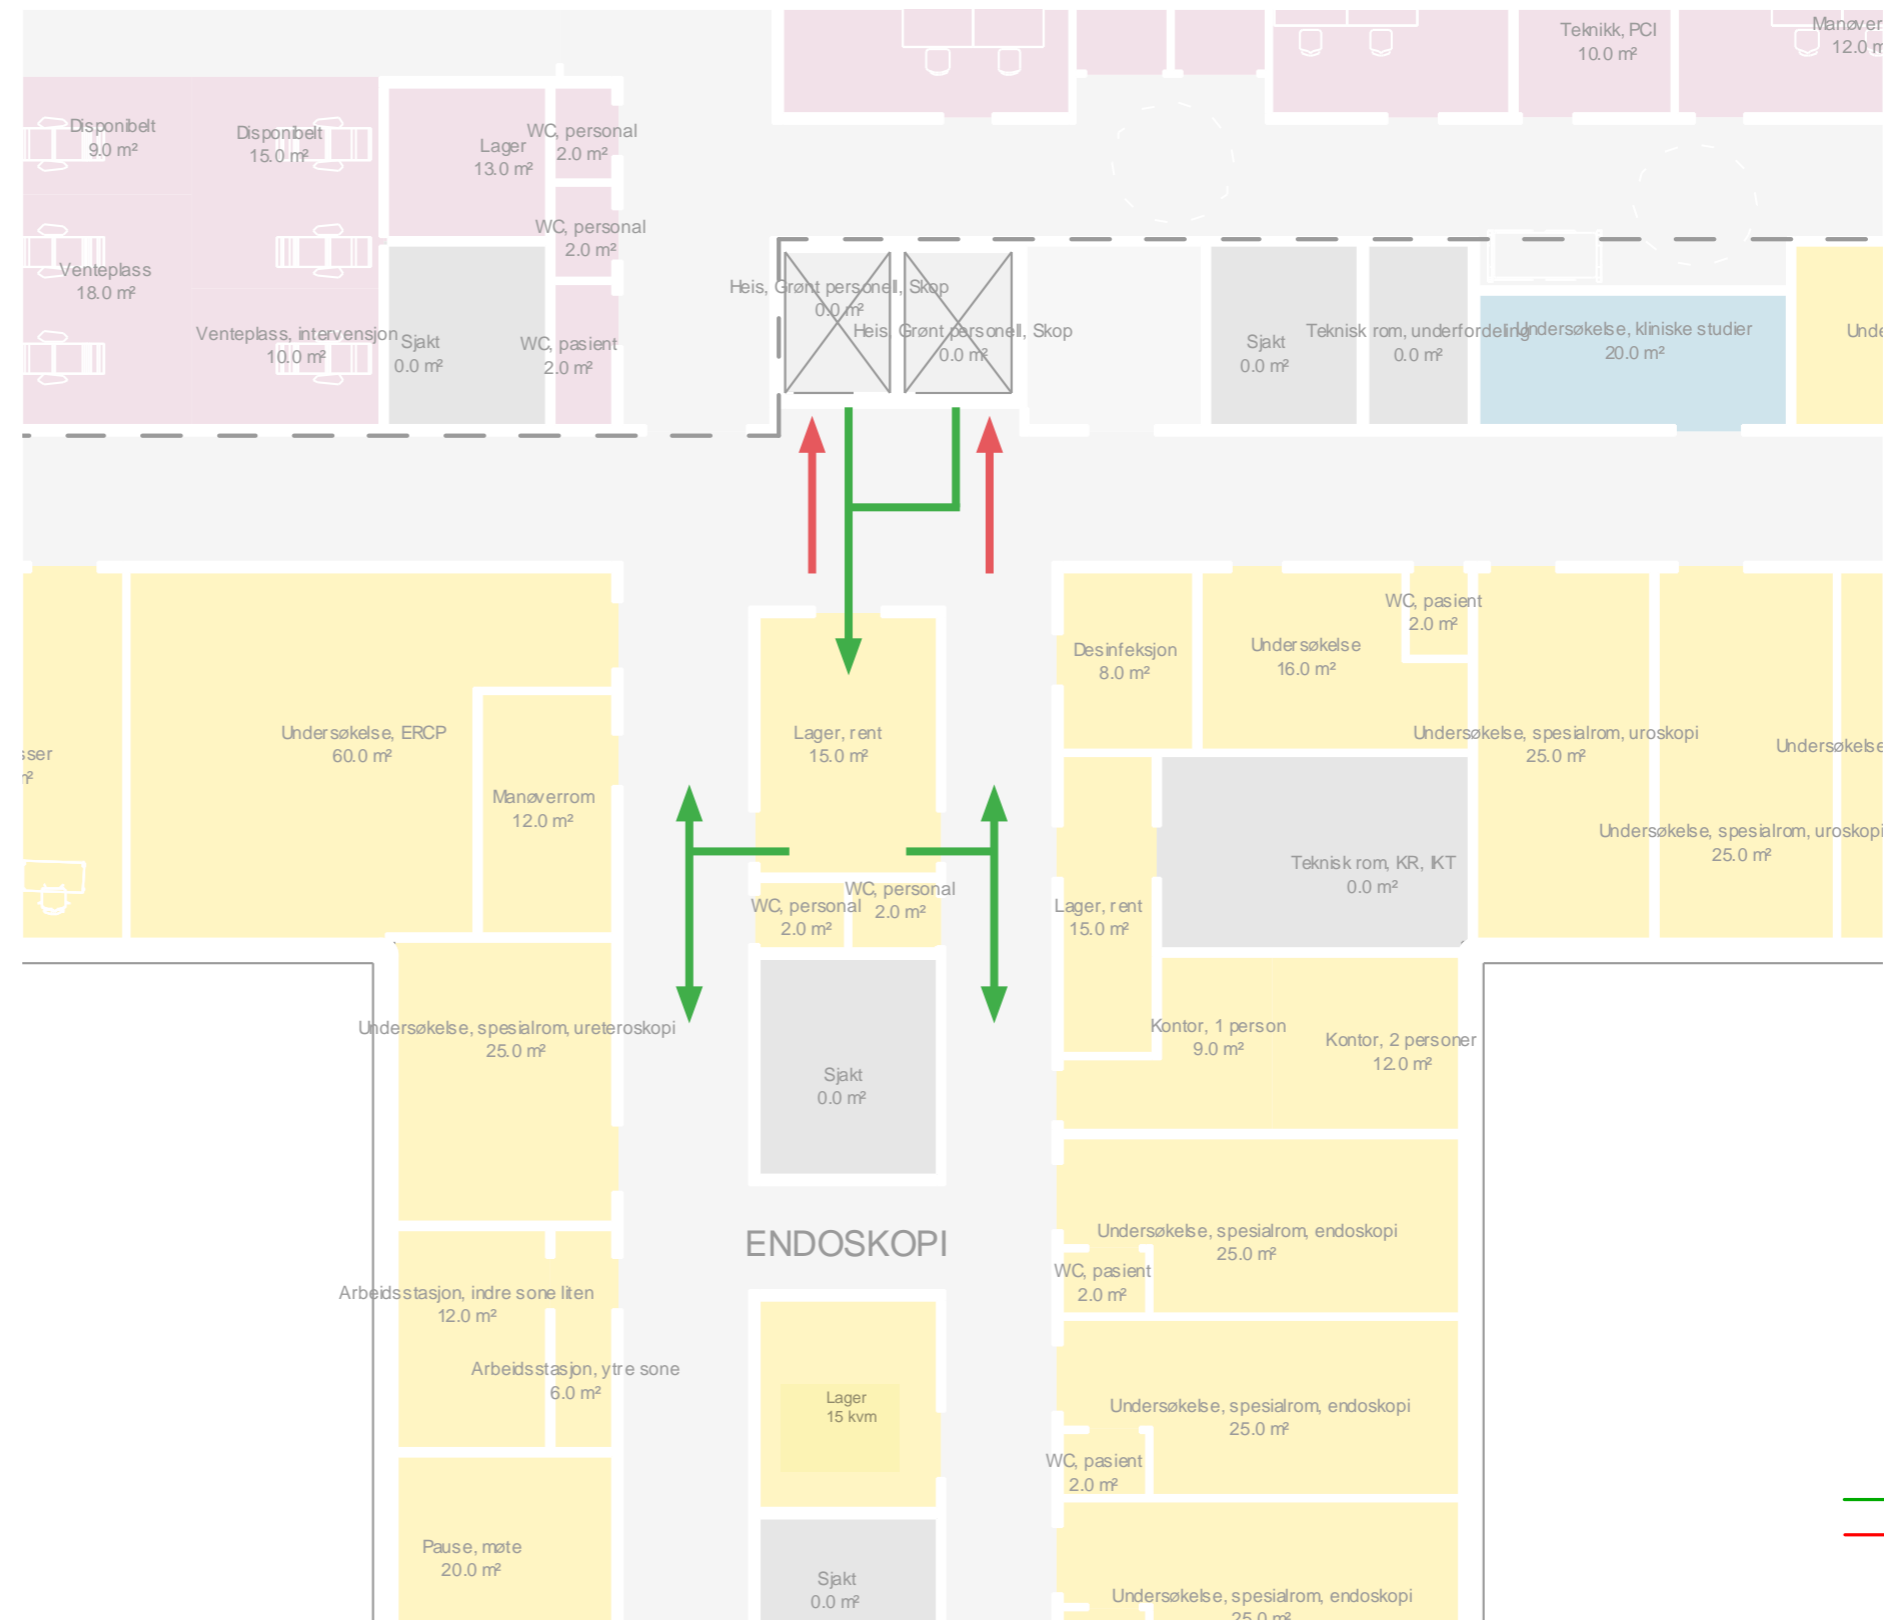 Teknikk, PCI
10.0 m²
Manøver
12.0 m
Disponibelt
9.0 m²
Disponibelt
15.0 m²
Lager
13.0 m²
WC, personal
2.0 m²
WC, personal
2.0 m²
Venteplass
18.0 m²
Venteplass, intervensjon
10.0 m²
Sjakt
0.0 m²
WC, pasient
2.0 m²
Heis, Grønt personell, Skop
0.0 m²
Heis, Grønt personell, Skop
0.0 m²
Sjakt
0.0 m²
Teknisk rom, underfordeling
0.0 m²
Undersøkelse, kliniske studier
20.0 m²
Unde
WC, pasient
2.0 m²
Desinfeksjon
8.0 m²
Undersøkelse
16.0 m²
Undersøkelse, ERCP
60.0 m²
sser
m²
Manøverrom
12.0 m²
Lager, rent
15.0 m²
Undersøkelse, spesialrom, uroskopi
25.0 m²
Undersøkelse
Undersøkelse, spesialrom, uroskopi
25.0 m²
Teknisk rom, KR, IKT
0.0 m²
WC, personal
2.0 m²
WC, personal
2.0 m²
Lager, rent
15.0 m²
Undersøkelse, spesialrom, ureteroskopi
25.0 m²
Kontor, 1 person
9.0 m²
Kontor, 2 personer
12.0 m²
Sjakt
0.0 m²
ENDOSKOPI
Undersøkelse, spesialrom, endoskopi
25.0 m²
WC, pasient
2.0 m²
Arbeidsstasjon, indre sone liten
12.0 m²
Arbeidsstasjon, ytre sone
6.0 m²
Lager
15 kvm
Undersøkelse, spesialrom, endoskopi
25.0 m²
WC, pasient
2.0 m²
Pause, møte
20.0 m²
Sjakt
0.0 m²
Undersøkelse, spesialrom, endoskopi
25.0 m²